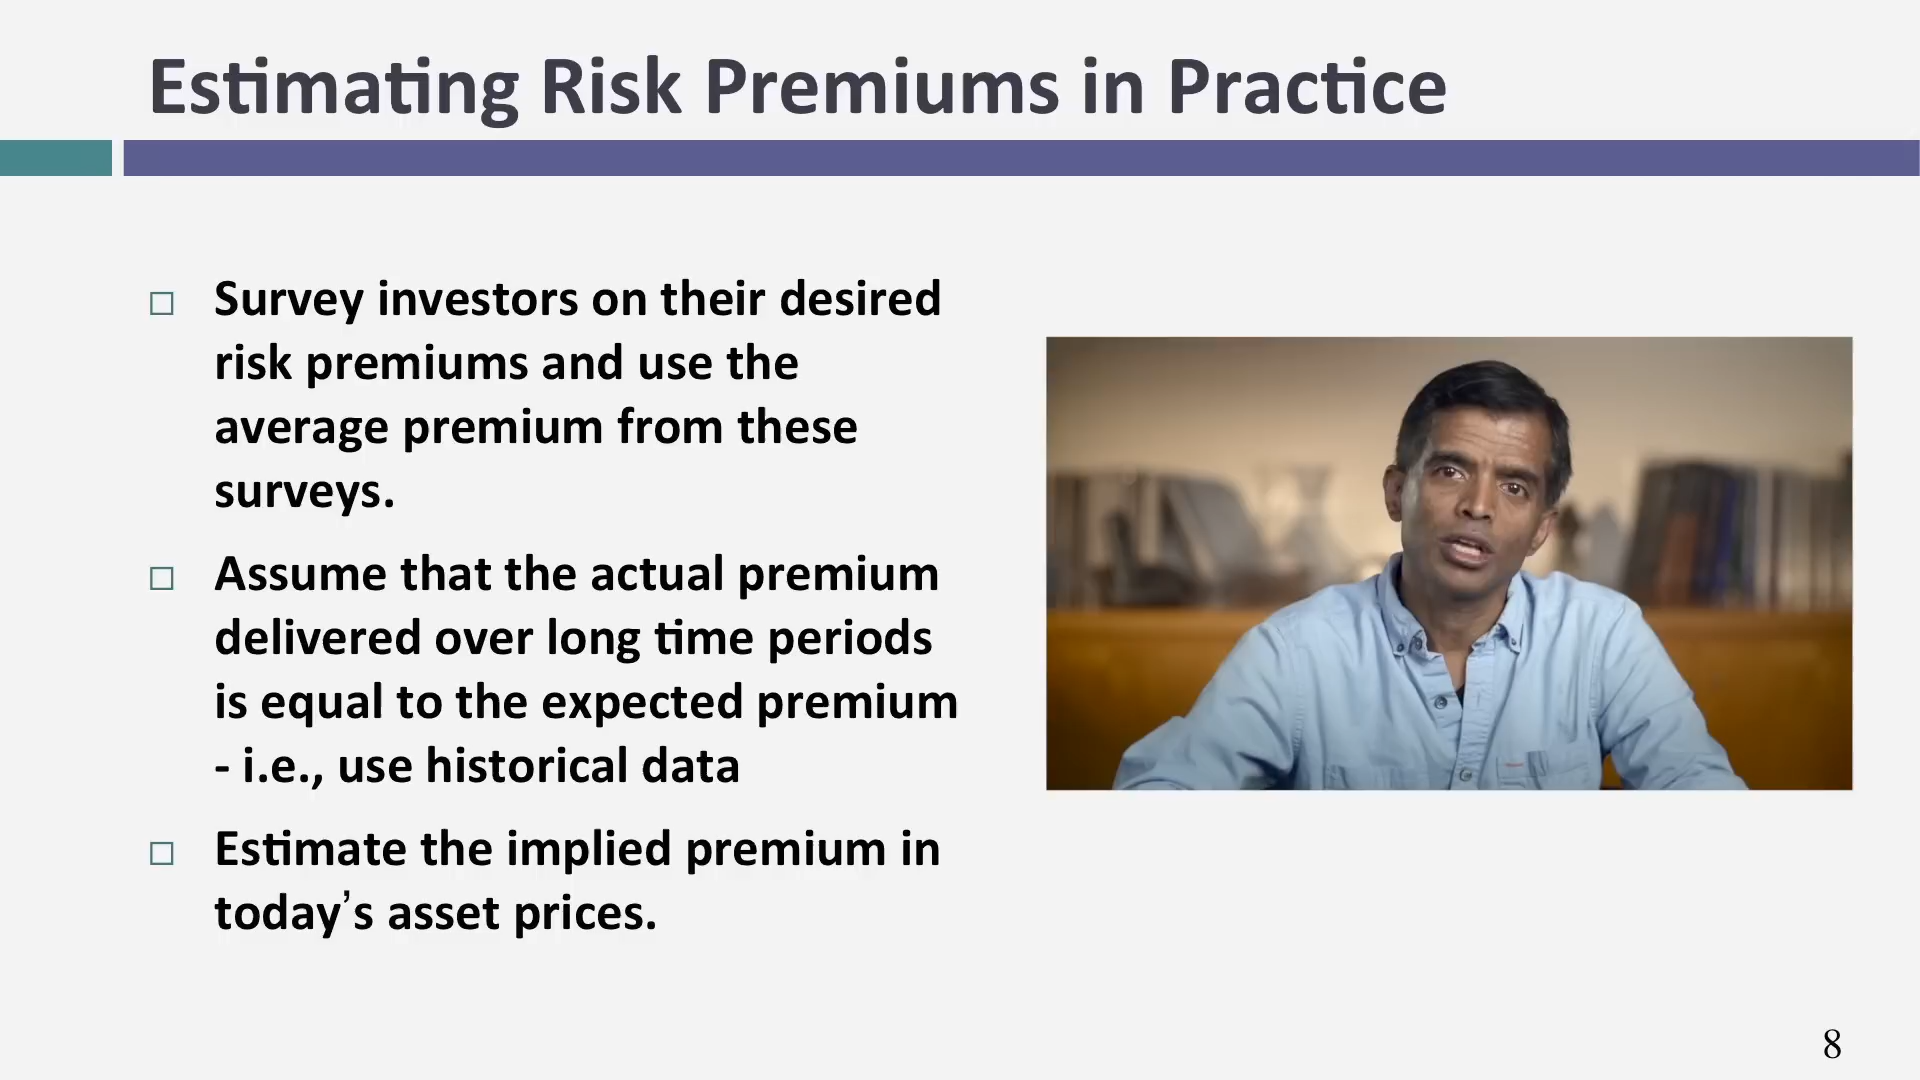 Estimating Risk Premiums in Practice
Survey investors on their desired
risk premiums and use the
average premium from these
surveys.
Assume that the actual premium
delivered over long time periods
is equal to the expected premium
- i.e., use historical data
Estimate the implied premium in
today’s asset prices.
8